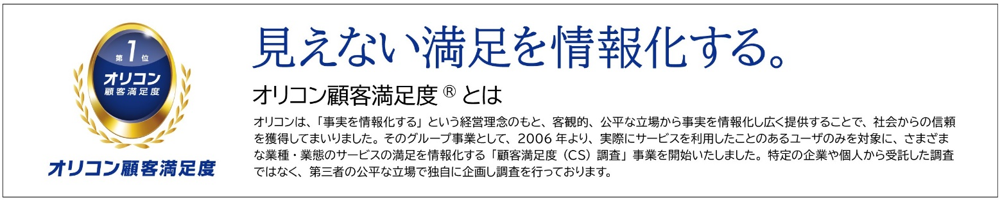 第1位
オリコン
顧客満足度
オリコン顧客満足度
見えない満足を情報化する。
オリコン顧客満足度®とは
オリコンは、「事実を情報化する」という経営理念のもと、客観的、公平な立場から事実を情報化し広く提供することで、社会からの信頼
を獲得してまいりました。そのグループ事業として、2006年より、実際にサービスを利用したことのあるユーザのみを対象に、さまざま
な業種・業態のサービスの満足を情報化する「顧客満足度（CS）調査」事業を開始いたしました。特定の企業や個人から受託した調査
ではなく、第三者の公平な立場で独自に企画し調査を行っております。